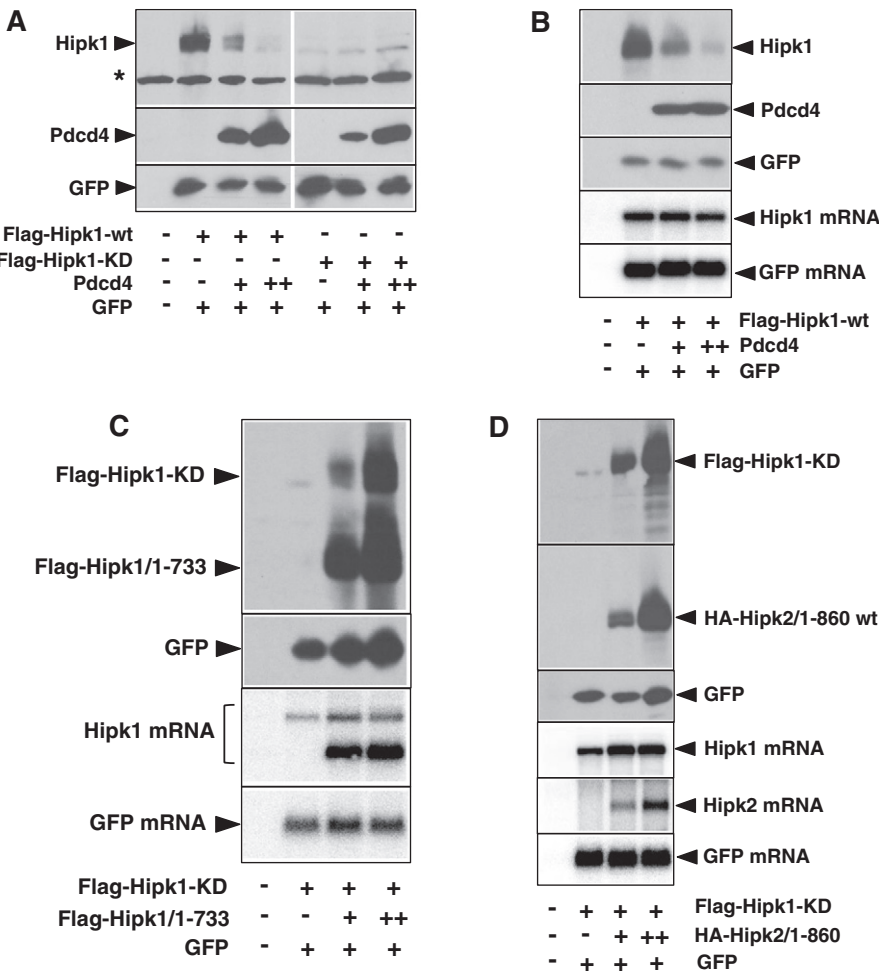 A
Hipk1
*
Pdcd4
GFP
Flag-Hipk1-wt - + + + - - -
Flag-Hipk1-KD - - - - + + +
Pdcd4 - - + ++ - + ++
GFP - + + + + + +
B
Hipk1
Pdcd4
GFP
Hipk1 mRNA
GFP mRNA
- + + + Flag-Hipk1-wt
- - + ++ Pdcd4
- + + + GFP
C
Flag-Hipk1-KD
Flag-Hipk1/1-733
GFP
Hipk1 mRNA
GFP mRNA
Flag-Hipk1-KD - + + +
Flag-Hipk1/1-733 - - + ++
GFP - + + +
D
Flag-Hipk1-KD
HA-Hipk2/1-860 wt
GFP
Hipk1 mRNA
Hipk2 mRNA
GFP mRNA
- + + + Flag-Hipk1-KD
- - + ++ HA-Hipk2/1-860
- + + + GFP